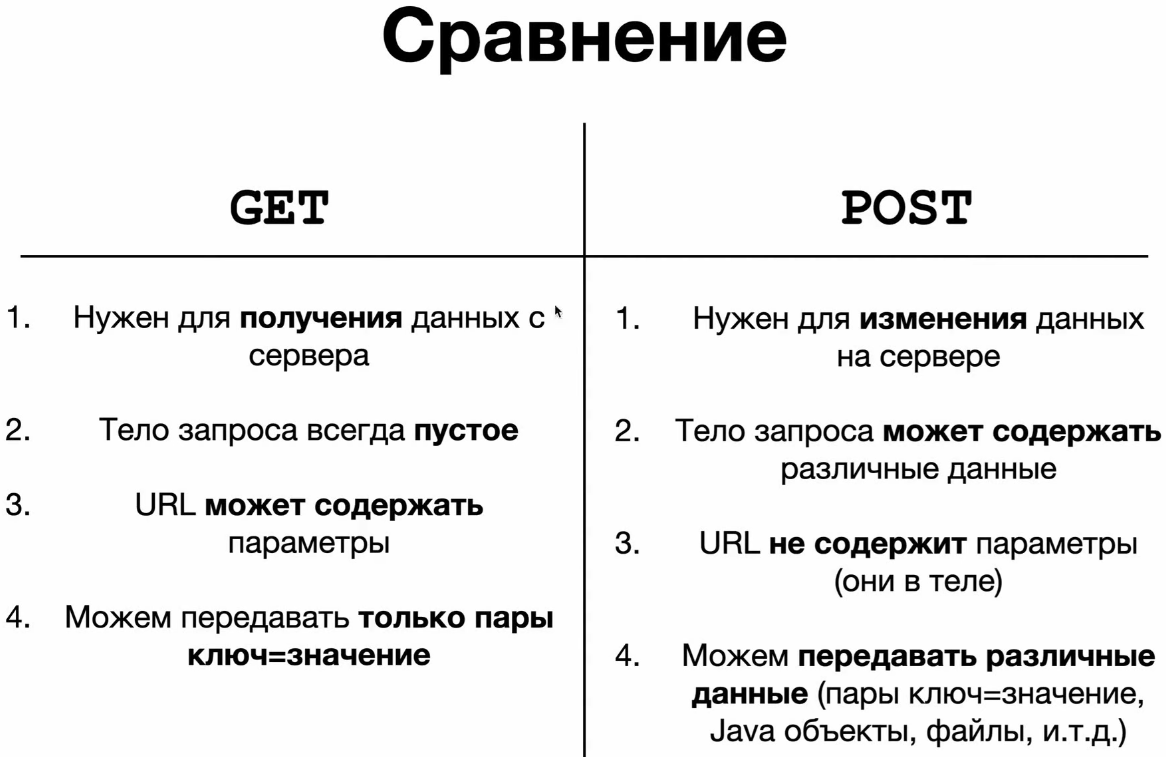 Сравнение
GET
1. Нужен для получения данных с
сервера
2. Тело запроса всегда пустое
3. URL может содержать
параметры
4. Можем передавать только пары
ключ=значение
POST
1. Нужен для изменения данных
на сервере
2. Тело запроса может содержать
различные данные
3. URL не содержит параметры
(они в теле)
4. Можем передавать различные
данные (пары ключ=значение,
Java объекты, файлы, и.т.д.)